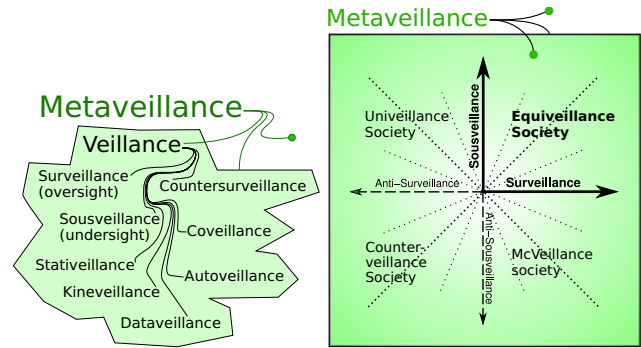 Metaveillance
Veillance
Surveillance
(oversight)
Countersurveillance
Sousveillance
(undersight)
Coveillance
Stativeillance
Autoveillance
Kineveillance
Dataveillance
Metaveillance
Univeillance
Society
Equiveillance
Society
Sousveillance
Anti-Surveillance
Surveillance
Anti-Sousveillance
Counter-
veillance
Society
McVeillance
society